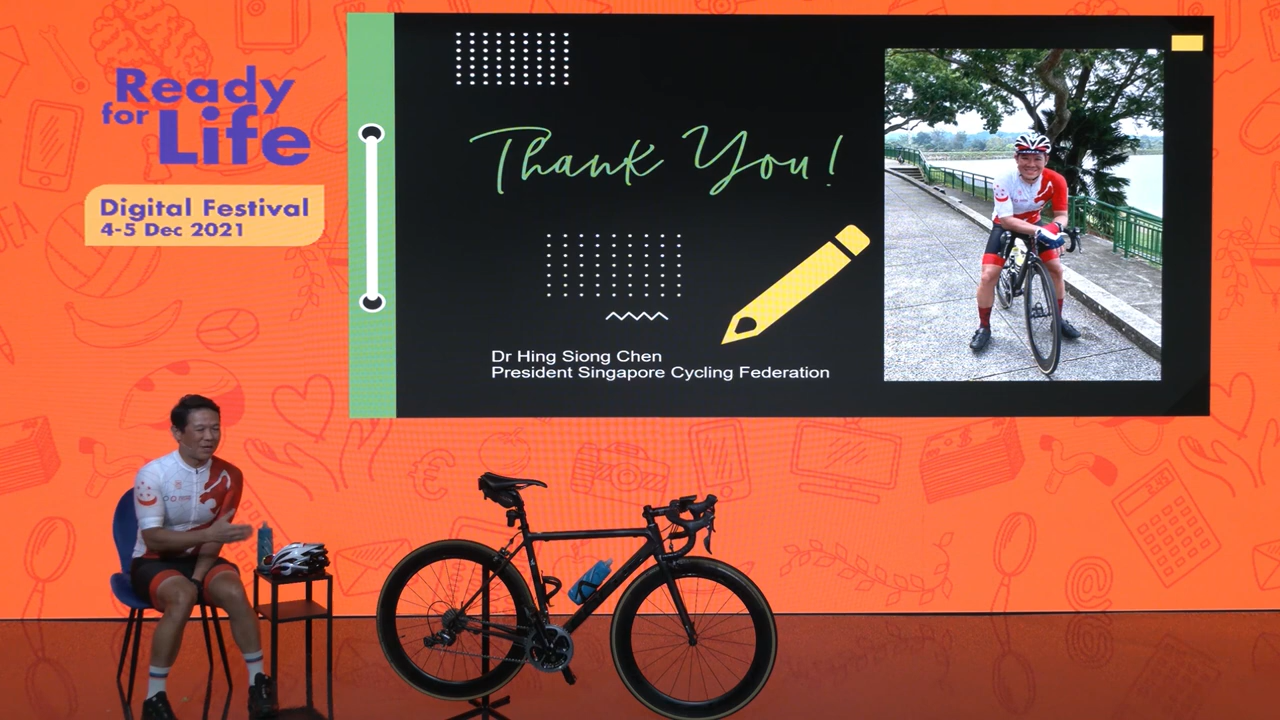 Ready
for Life
Digital Festival
4-5 Dec 2021
Thank You!
Dr Hing Siong Chen
President Singapore Cycling Federation